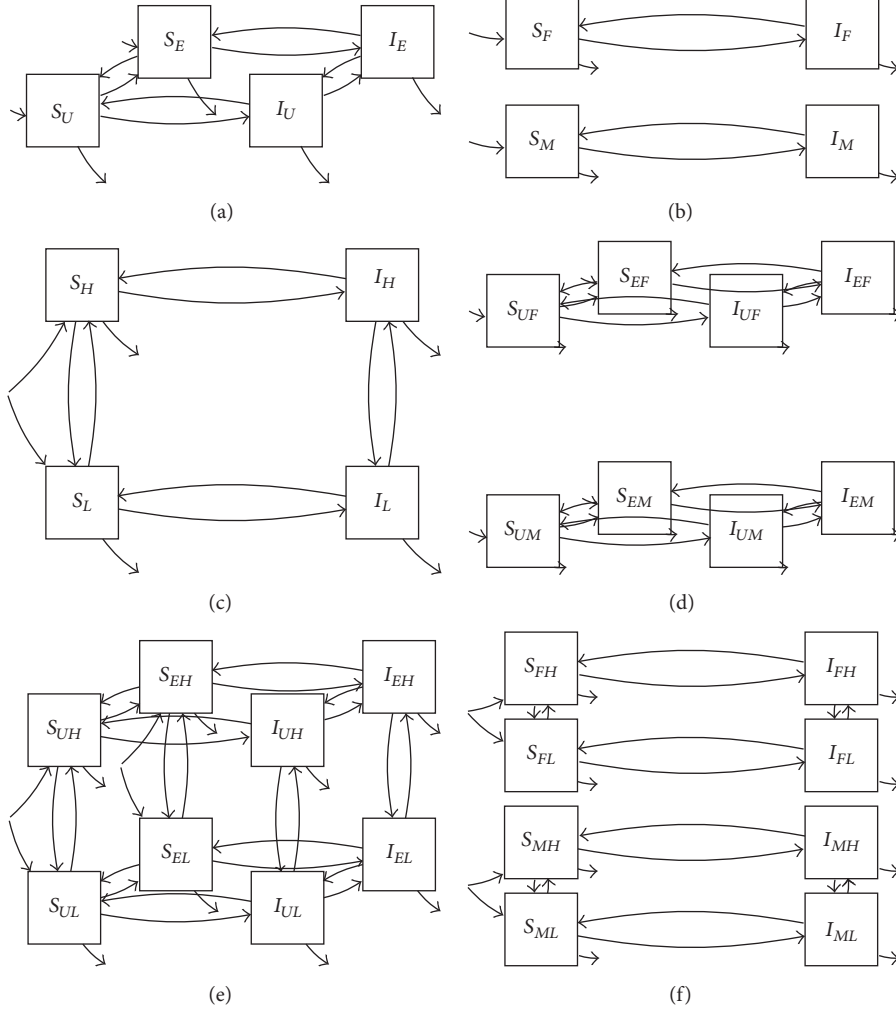 S_E
I_E
S_U
I_U
(a)
S_F
I_F
S_M
I_M
(b)
S_H
I_H
S_L
I_L
(c)
S_EF
I_EF
S_UF
I_UF
S_EM
I_EM
S_UM
I_UM
(d)
S_EH
I_EH
S_UH
I_UH
S_EL
I_EL
S_UL
I_UL
(e)
S_FH
I_FH
S_FL
I_FL
S_MH
I_MH
S_ML
I_ML
(f)